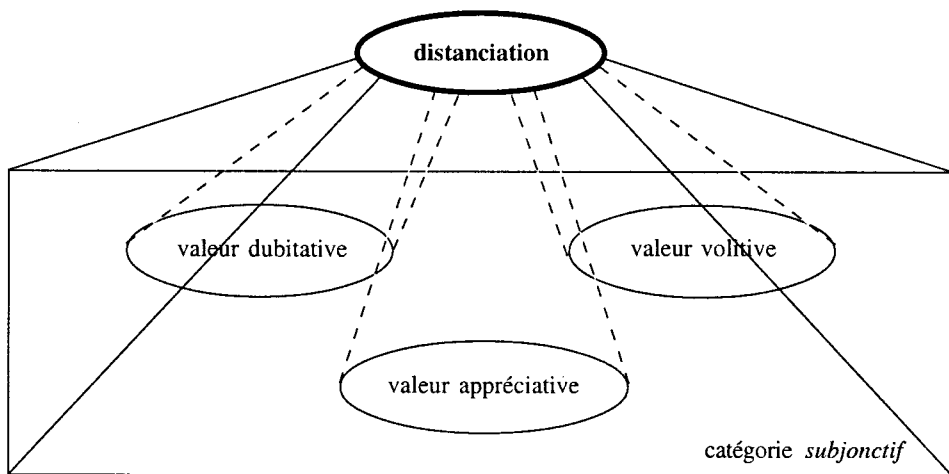 distanciation
valeur dubitative
valeur volitive
valeur appréciative
catégorie subjonctif